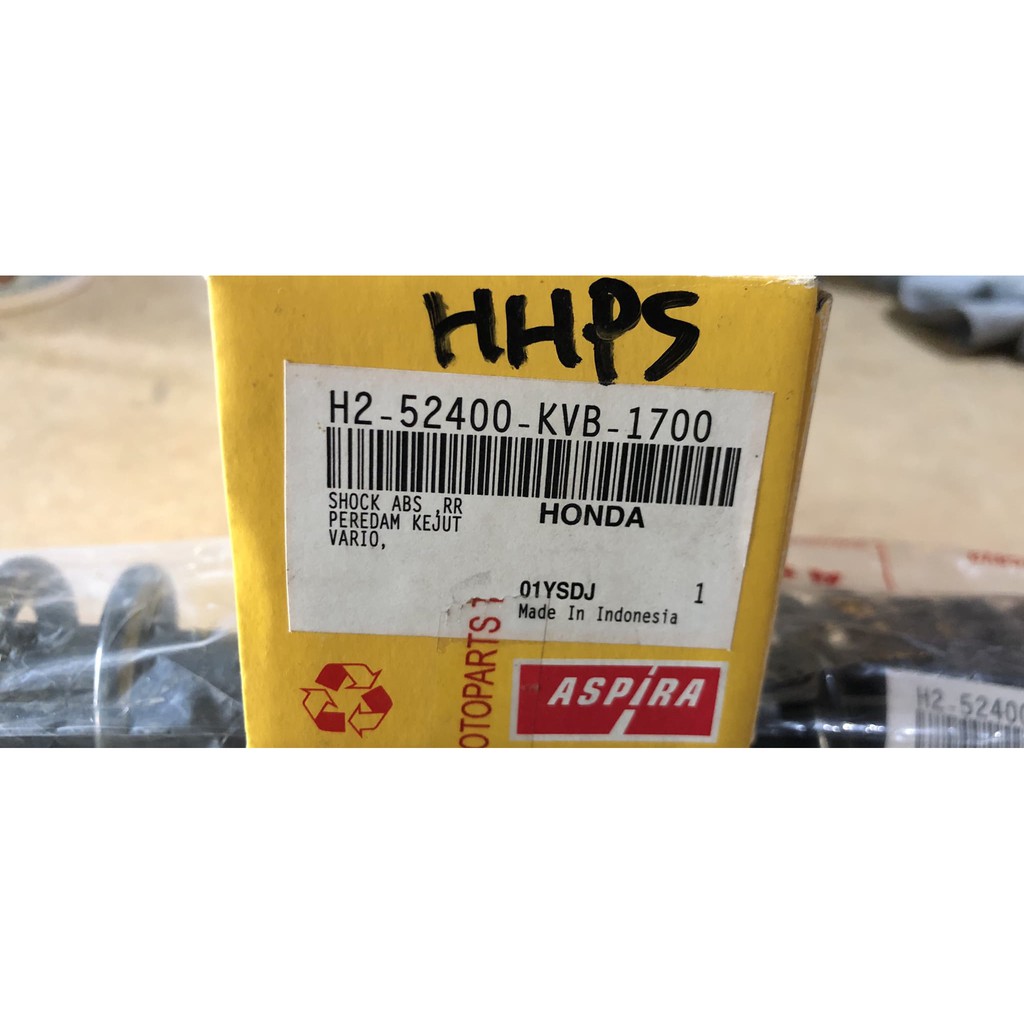 HHPS
H2-52400-KVB-1700
SHOCK ABS ,RR
PEREDAM KEJUT
VARIO,
HONDA
01YSDJ 1
Made In Indonesia
OTOPARTS
ASPIRA
H2-52400